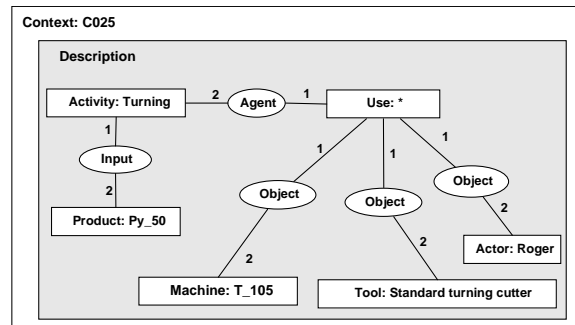 Context: C025
Description
Activity: Turning
2
Agent
1
Use: *
1
Input
2
Product: Py_50
1
Object
2
Machine: T_105
1
Object
2
Tool: Standard turning cutter
1
Object
2
Actor: Roger